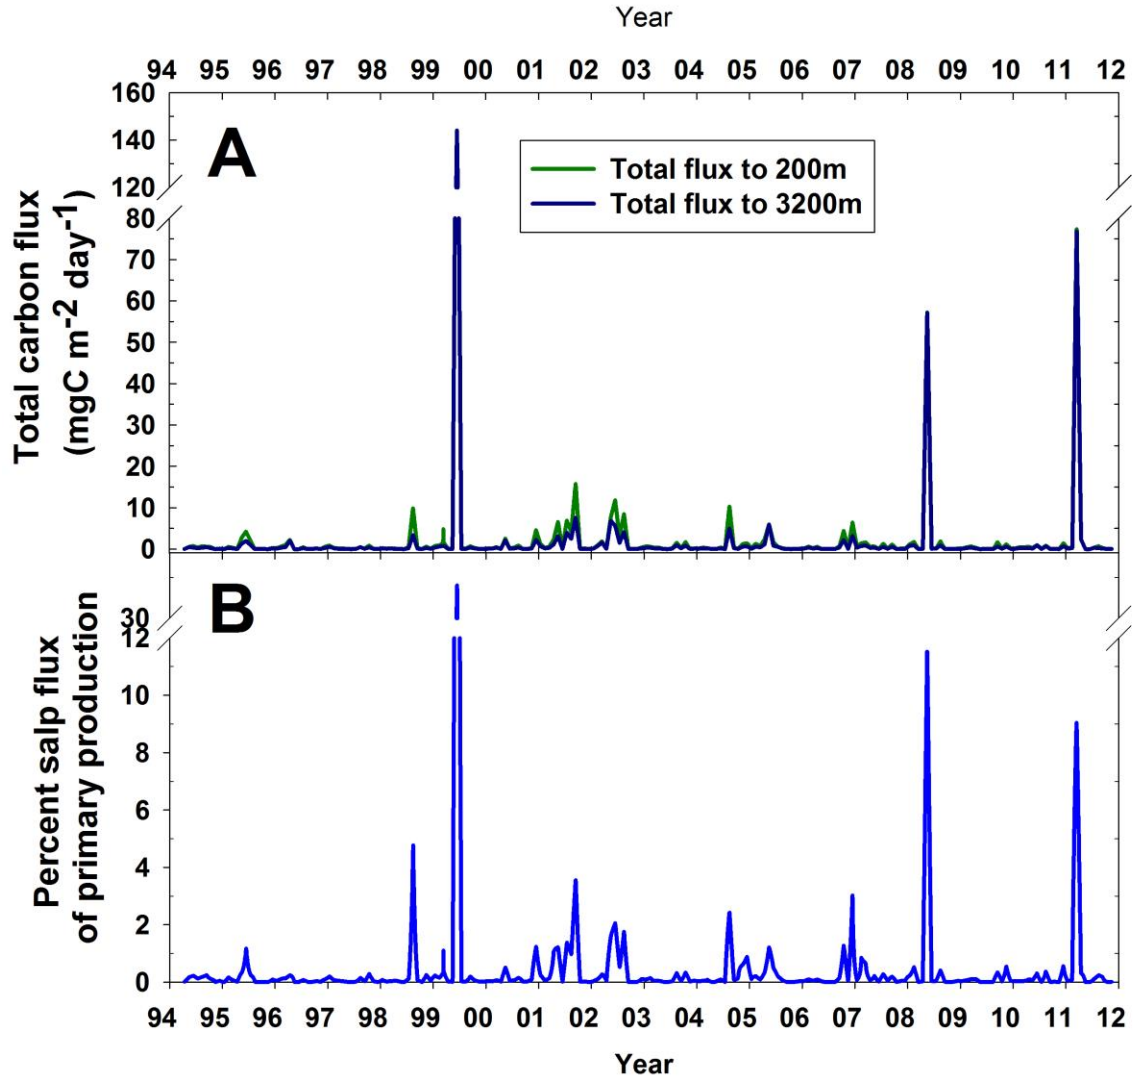 Year
94 95 96 97 98 99 00 01 02 03 04 05 06 07 08 09 10 11 12
A
Total flux to 200m
Total flux to 3200m
Total carbon flux
(mgC m-2 day-1)
160
140
120
80
70
60
50
40
30
20
10
0
B
Percent salp flux
of primary production
30
12
10
8
6
4
2
0
94 95 96 97 98 99 00 01 02 03 04 05 06 07 08 09 10 11 12
Year